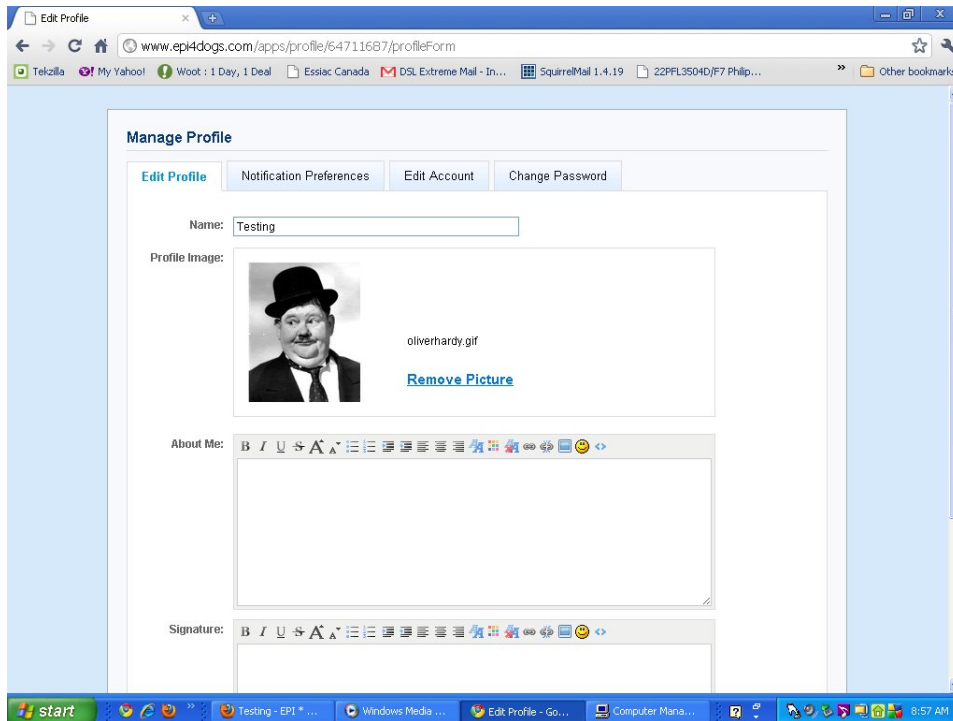 Edit Profile
www.epi4dogs.com/apps/profile/64711687/profileForm
Tekzilla My Yahoo! Woot : 1 Day, 1 Deal Essiac Canada DSL Extreme Mail - In... SquirrelMail 1.4.19 22PFL3504D/F7 Philip... » Other bookmarks
Manage Profile
Edit Profile Notification Preferences Edit Account Change Password
Name: Testing
Profile Image:
oliverhardy.gif
Remove Picture
About Me:
B I U S A A
Signature:
B I U S A A
start » Testing - EPI * ... Windows Media ... Edit Profile - Go... Computer Mana... 8:57 AM